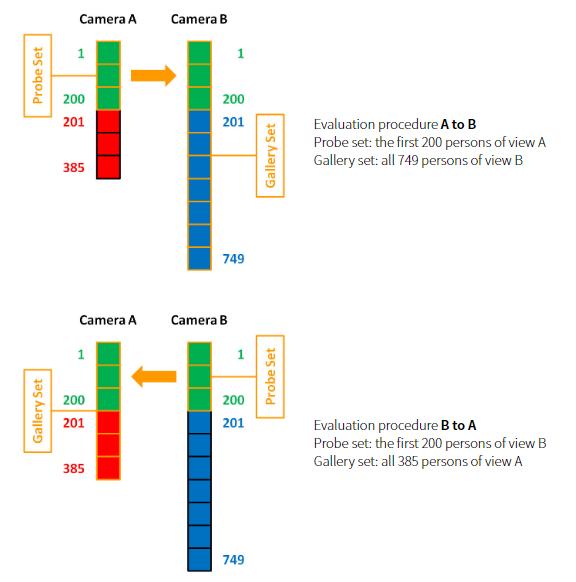 Camera A Camera B
Probe Set
1 1
200 200
201 201
385
Gallery Set
749
Evaluation procedure A to B
Probe set: the first 200 persons of view A
Gallery set: all 749 persons of view B
Camera A Camera B
Gallery Set
1 1
Probe Set
200 200
201 201
385
749
Evaluation procedure B to A
Probe set: the first 200 persons of view B
Gallery set: all 385 persons of view A